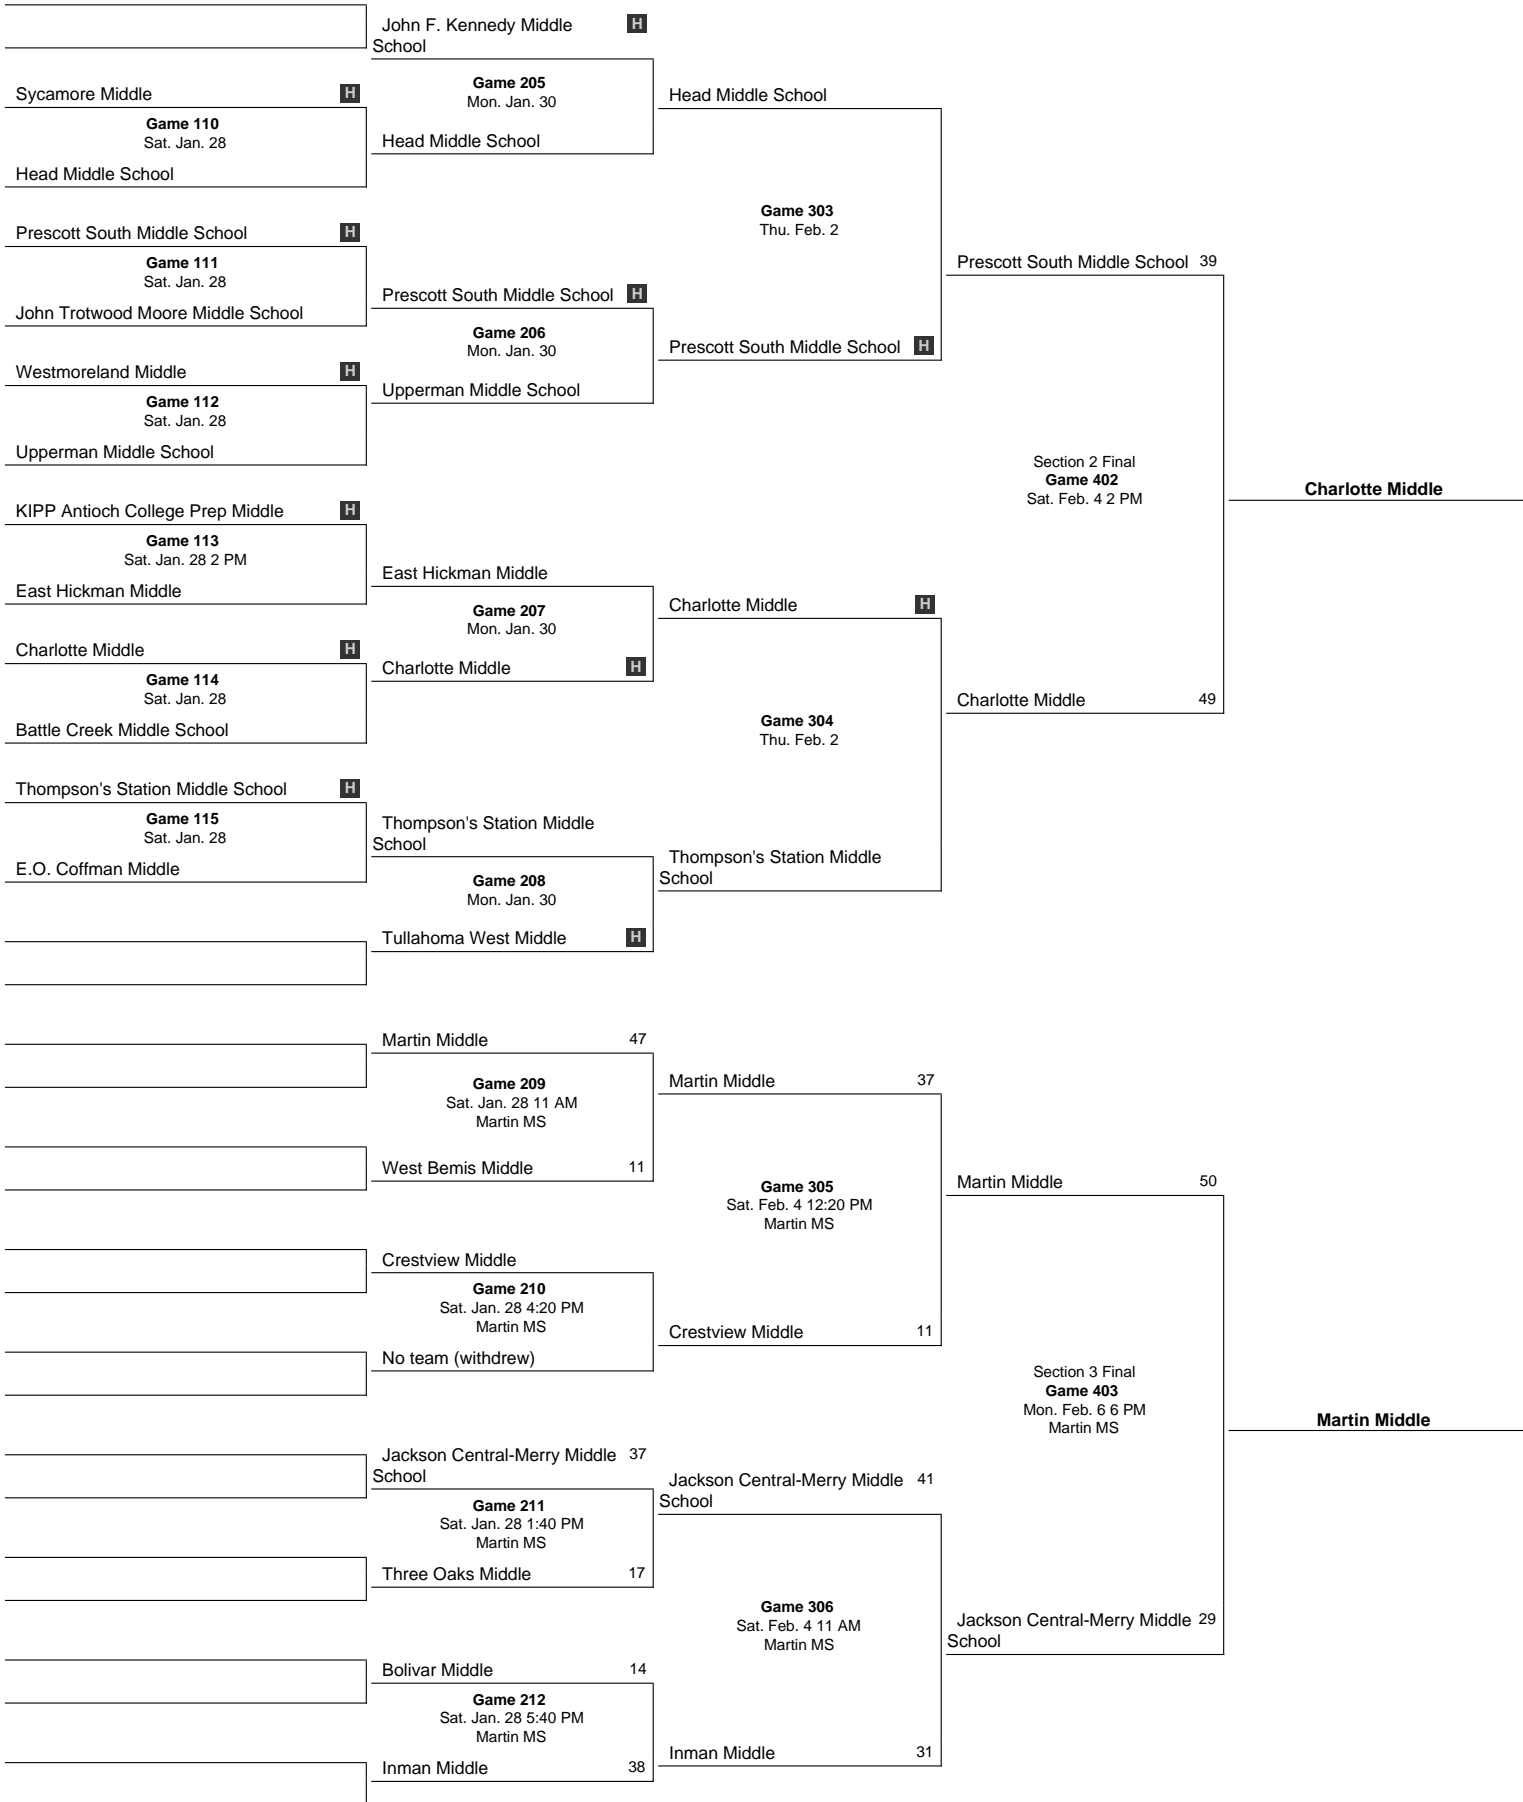 John F. Kennedy Middle H
School
Game 205
Mon. Jan. 30
Head Middle School
Sycamore Middle H
Game 110
Sat. Jan. 28
Head Middle School
Head Middle School
Prescott South Middle School H
Game 111
Sat. Jan. 28
John Trotwood Moore Middle School
Prescott South Middle School H
Game 206
Mon. Jan. 30
Upperman Middle School
Westmoreland Middle H
Game 112
Sat. Jan. 28
Upperman Middle School
Game 303
Thu. Feb. 2
Prescott South Middle School H
Prescott South Middle School 39
Section 2 Final
Game 402
Sat. Feb. 4 2 PM
Charlotte Middle
KIPP Antioch College Prep Middle H
Game 113
Sat. Jan. 28 2 PM
East Hickman Middle
East Hickman Middle
Game 207
Mon. Jan. 30
Charlotte Middle H
Charlotte Middle H
Game 114
Sat. Jan. 28
Battle Creek Middle School
Charlotte Middle H
Game 304
Thu. Feb. 2
Charlotte Middle 49
Thompson's Station Middle School H
Game 115
Sat. Jan. 28
E.O. Coffman Middle
Thompson's Station Middle
School
Game 208
Mon. Jan. 30
Tullahoma West Middle H
Thompson's Station Middle
School
Martin Middle 47
Game 209
Sat. Jan. 28 11 AM
Martin MS
West Bemis Middle 11
Martin Middle 37
Game 305
Sat. Feb. 4 12:20 PM
Martin MS
Crestview Middle 11
Crestview Middle
Game 210
Sat. Jan. 28 4:20 PM
Martin MS
No team (withdrew)
Martin Middle 50
Section 3 Final
Game 403
Mon. Feb. 6 6 PM
Martin MS
Martin Middle
Jackson Central-Merry Middle 37
School
Game 211
Sat. Jan. 28 1:40 PM
Martin MS
Three Oaks Middle 17
Jackson Central-Merry Middle 41
School
Game 306
Sat. Feb. 4 11 AM
Martin MS
Inman Middle 31
Jackson Central-Merry Middle 29
School
Bolivar Middle 14
Game 212
Sat. Jan. 28 5:40 PM
Martin MS
Inman Middle 38